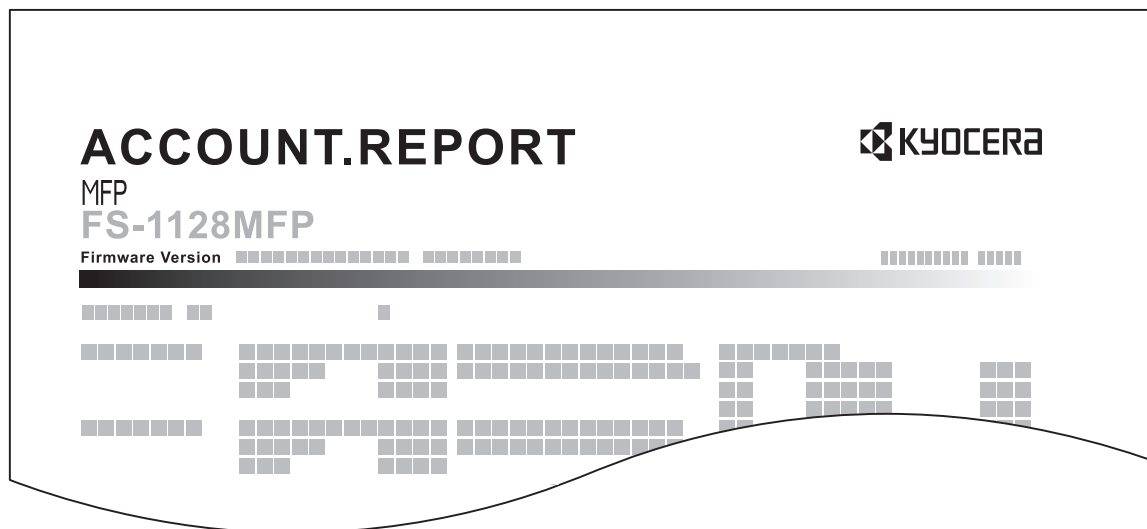 ACCOUNT.REPORT
KYOCERA
MFP
FS-1128MFP
Firmware Version